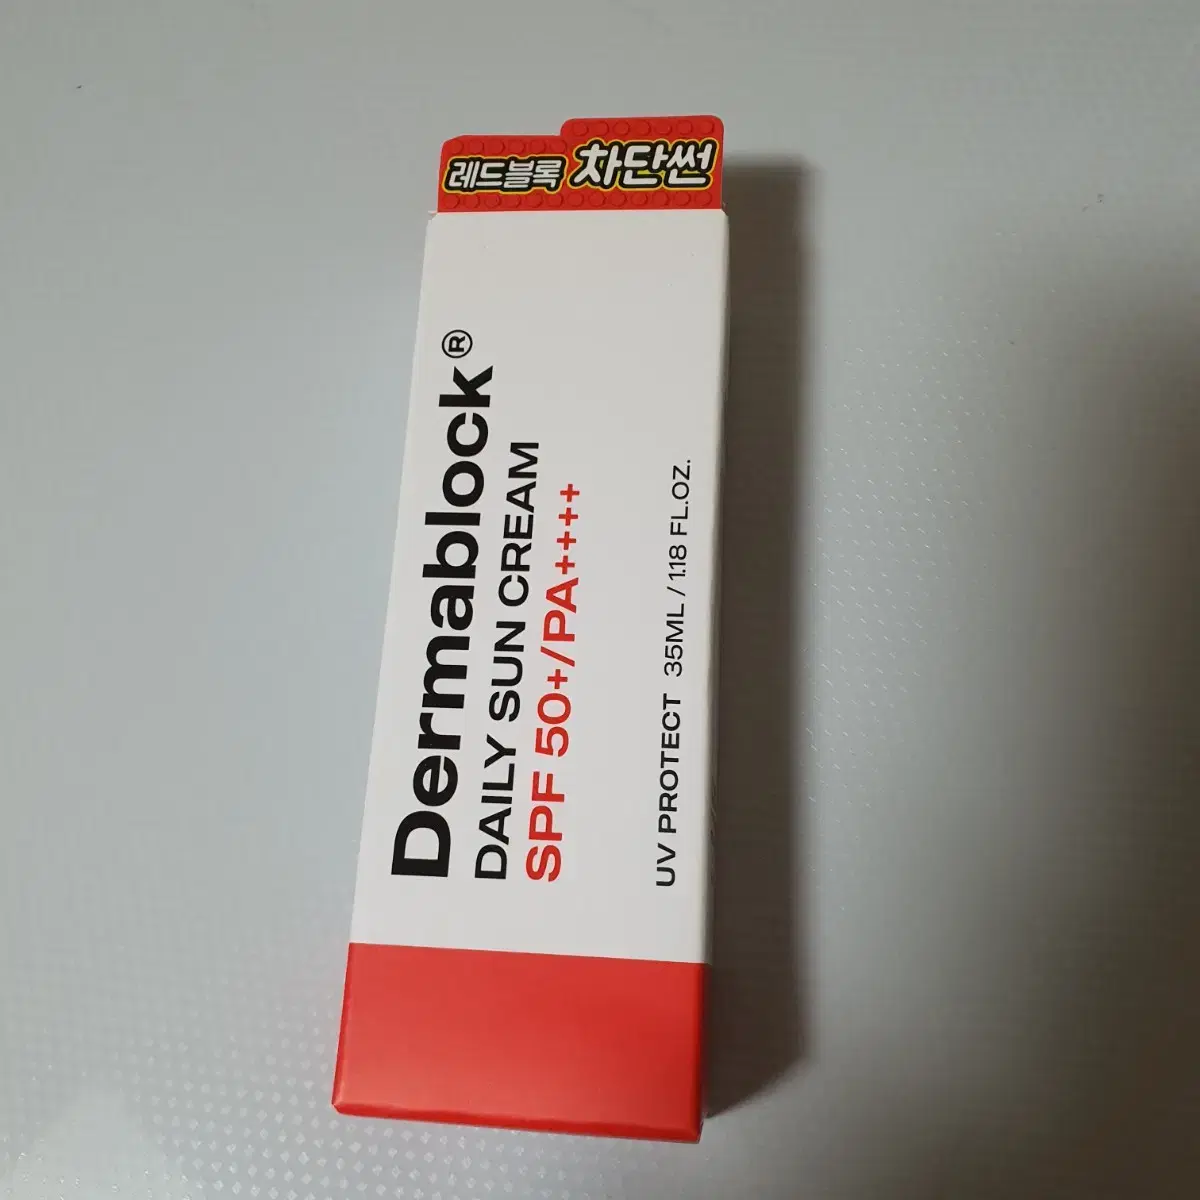 레드블록 차단썬
Dermablock®
DAILY SUN CREAM
SPF 50+/PA++++
UV PROTECT 35ML / 1.18 FL.OZ.